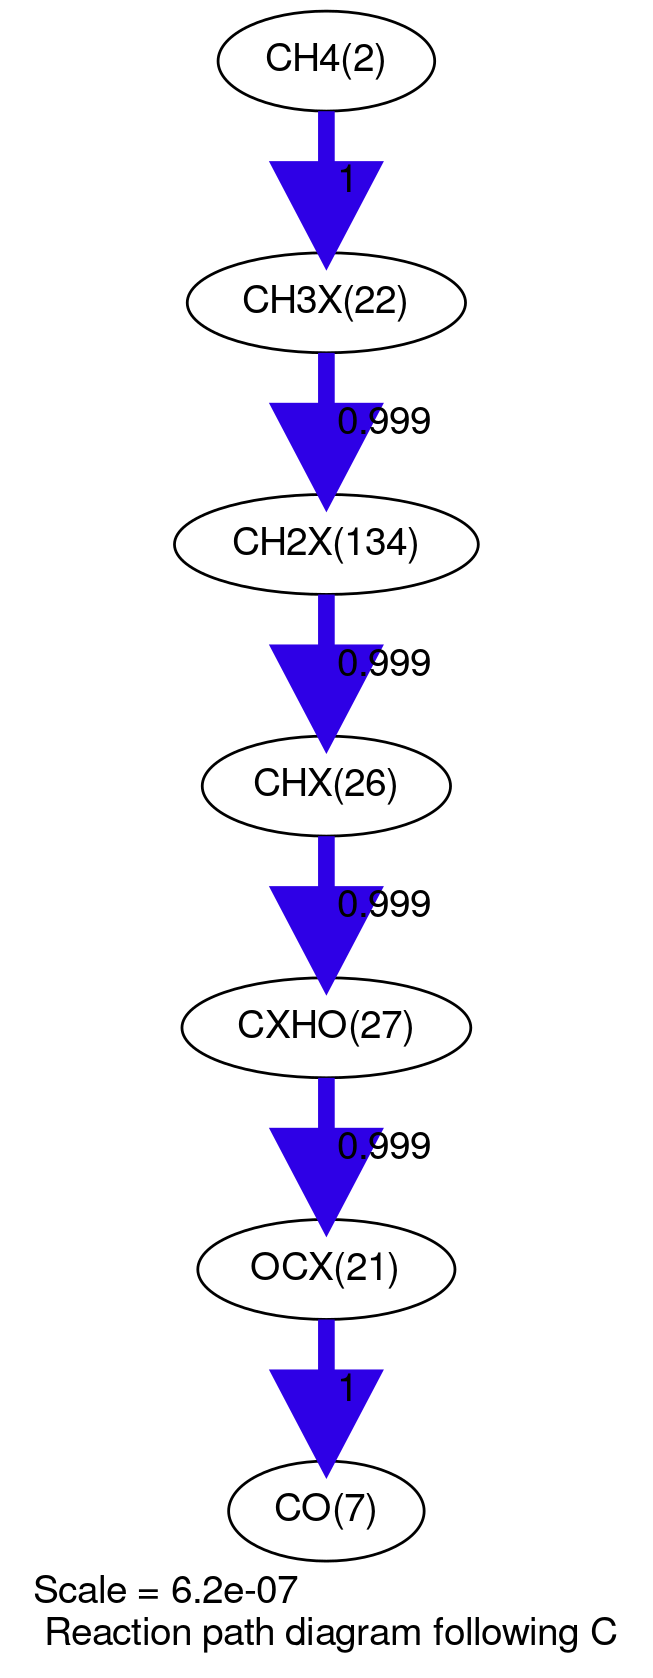 CH4(2)
1
CH3X(22)
0.999
CH2X(134)
0.999
CHX(26)
0.999
CXHO(27)
0.999
OCX(21)
1
CO(7)
Scale = 6.2e-07
Reaction path diagram following C